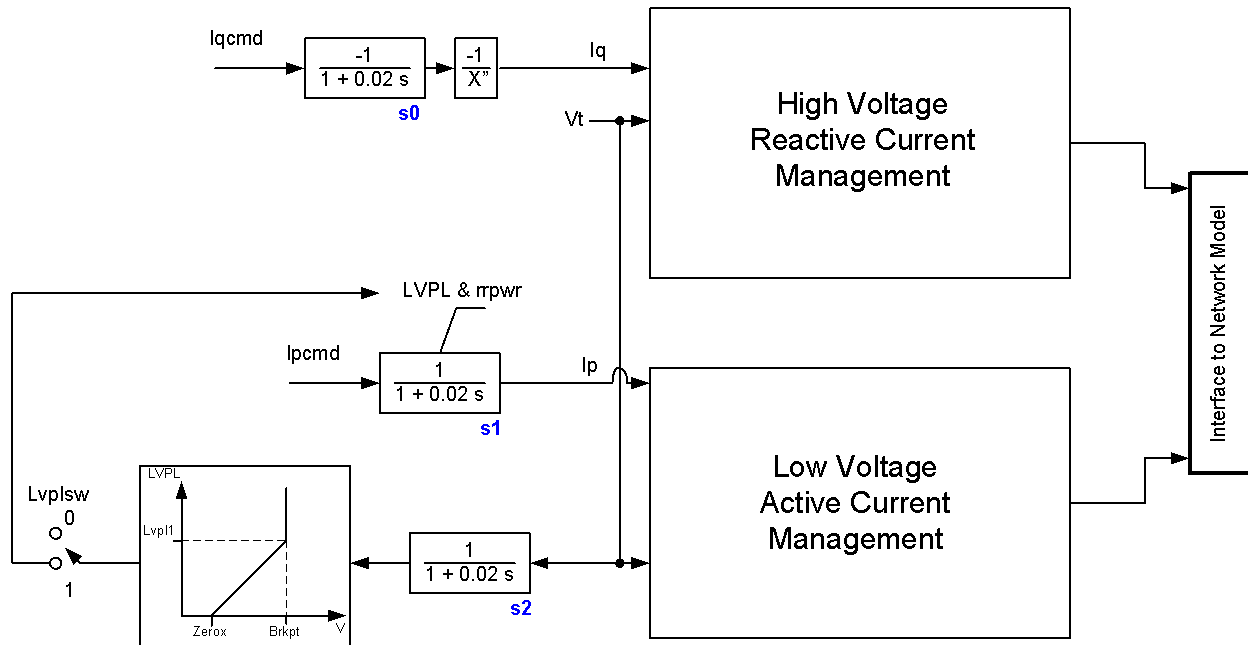 Iqcmd
-1
1 + 0.02 s
s0
-1
X"
Iq
Vt
High Voltage
Reactive Current
Management
Interface to Network Model
LVPL & rrpwr
Ipcmd
1
1 + 0.02 s
s1
Ip
Low Voltage
Active Current
Management
Lvplsw
0
1
LVPL
Lvpl1
Zerox
Brkpt
V
1
1 + 0.02 s
s2